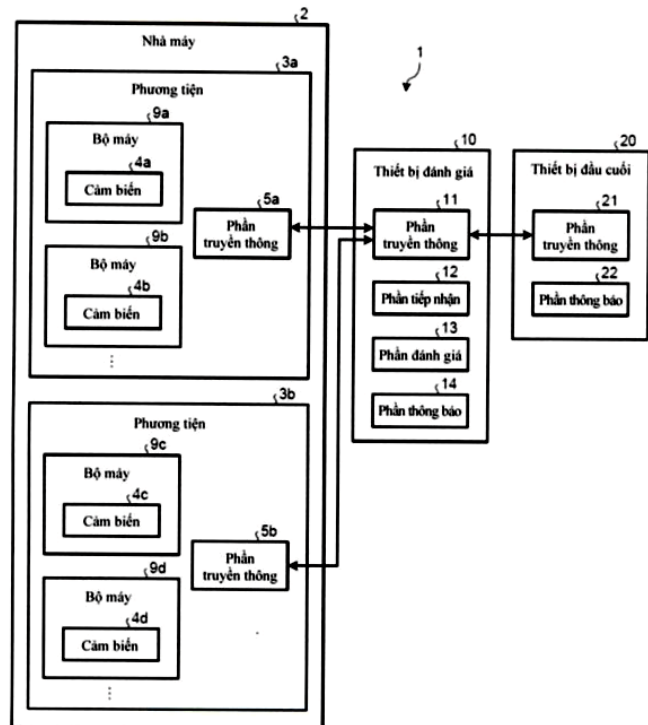 2
Nhà máy
1
3a
Phương tiện
9a
Bộ máy
4a
Cảm biến
5a
Phần
truyền thông
9b
Bộ máy
4b
Cảm biến
⋮
10
Thiết bị đánh giá
11
Phần
truyền thông
12
Phần tiếp nhận
13
Phần đánh giá
14
Phần thông báo
20
Thiết bị đầu cuối
21
Phần
truyền thông
22
Phần thông báo
3b
Phương tiện
9c
Bộ máy
4c
Cảm biến
5b
Phần
truyền thông
9d
Bộ máy
4d
Cảm biến
⋮